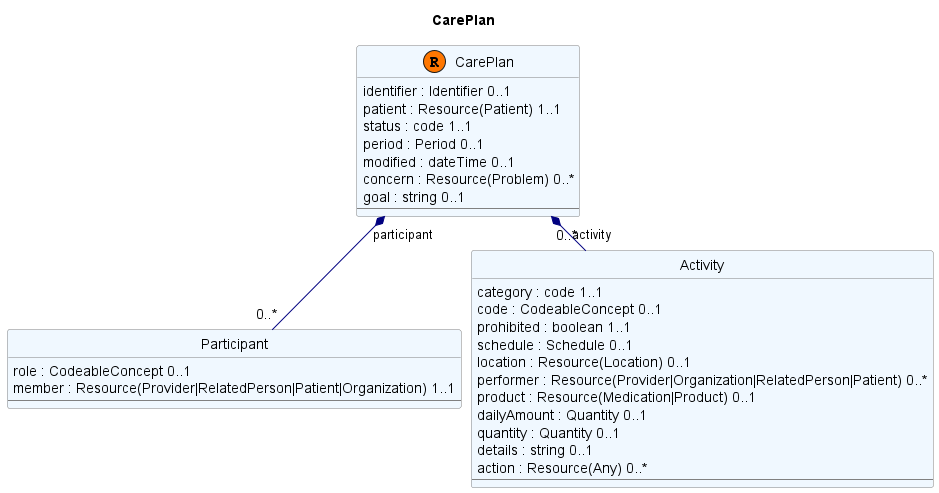 CarePlan
R CarePlan
identifier : Identifier 0..1
patient : Resource(Patient) 1..1
status : code 1..1
period : Period 0..1
modified : dateTime 0..1
concern : Resource(Problem) 0..*
goal : string 0..1
participant
0..*
0..*
activity
Participant
role : CodeableConcept 0..1
member : Resource(Provider|RelatedPerson|Patient|Organization) 1..1
Activity
category : code 1..1
code : CodeableConcept 0..1
prohibited : boolean 1..1
schedule : Schedule 0..1
location : Resource(Location) 0..1
performer : Resource(Provider|Organization|RelatedPerson|Patient) 0..*
product : Resource(Medication|Product) 0..1
dailyAmount : Quantity 0..1
quantity : Quantity 0..1
details : string 0..1
action : Resource(Any) 0..*